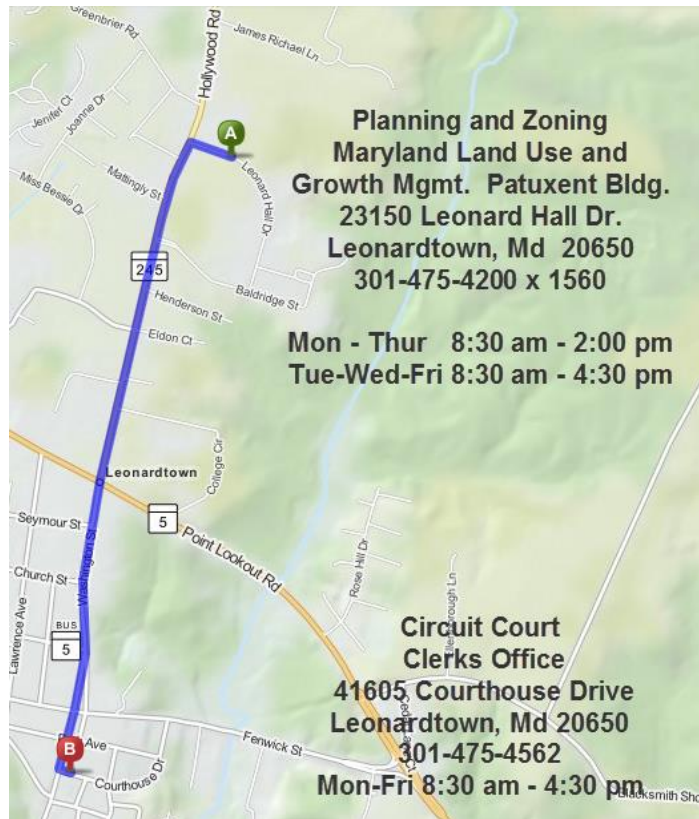 Greenbrier Rd
James Richael Ln
Hollywood Rd
Jenifer Ct
Joanne Dr
A
Planning and Zoning
Maryland Land Use and
Growth Mgmt. Patuxent Bldg.
23150 Leonard Hall Dr.
Leonardtown, Md 20650
301-475-4200 x 1560
Mattingly St
Miss Bessie Dr
Leonard Hall Dr
245
Baldridge St
Henderson St
Eldon Ct
Mon - Thur 8:30 am - 2:00 pm
Tue-Wed-Fri 8:30 am - 4:30 pm
Leonardtown
College Cir
5
Seymour St
Point Lookout Rd
Washington St
Church St
Rose Hill Dr
Lawrence Ave
BUS
5
Circuit Court
Clerks Office
41605 Courthouse Drive
Leonardtown, Md 20650
301-475-4562
Mon-Fri 8:30 am - 4:30 pm
B
Ave
Fenwick St
Courthouse Dr
Blacksmith Sho